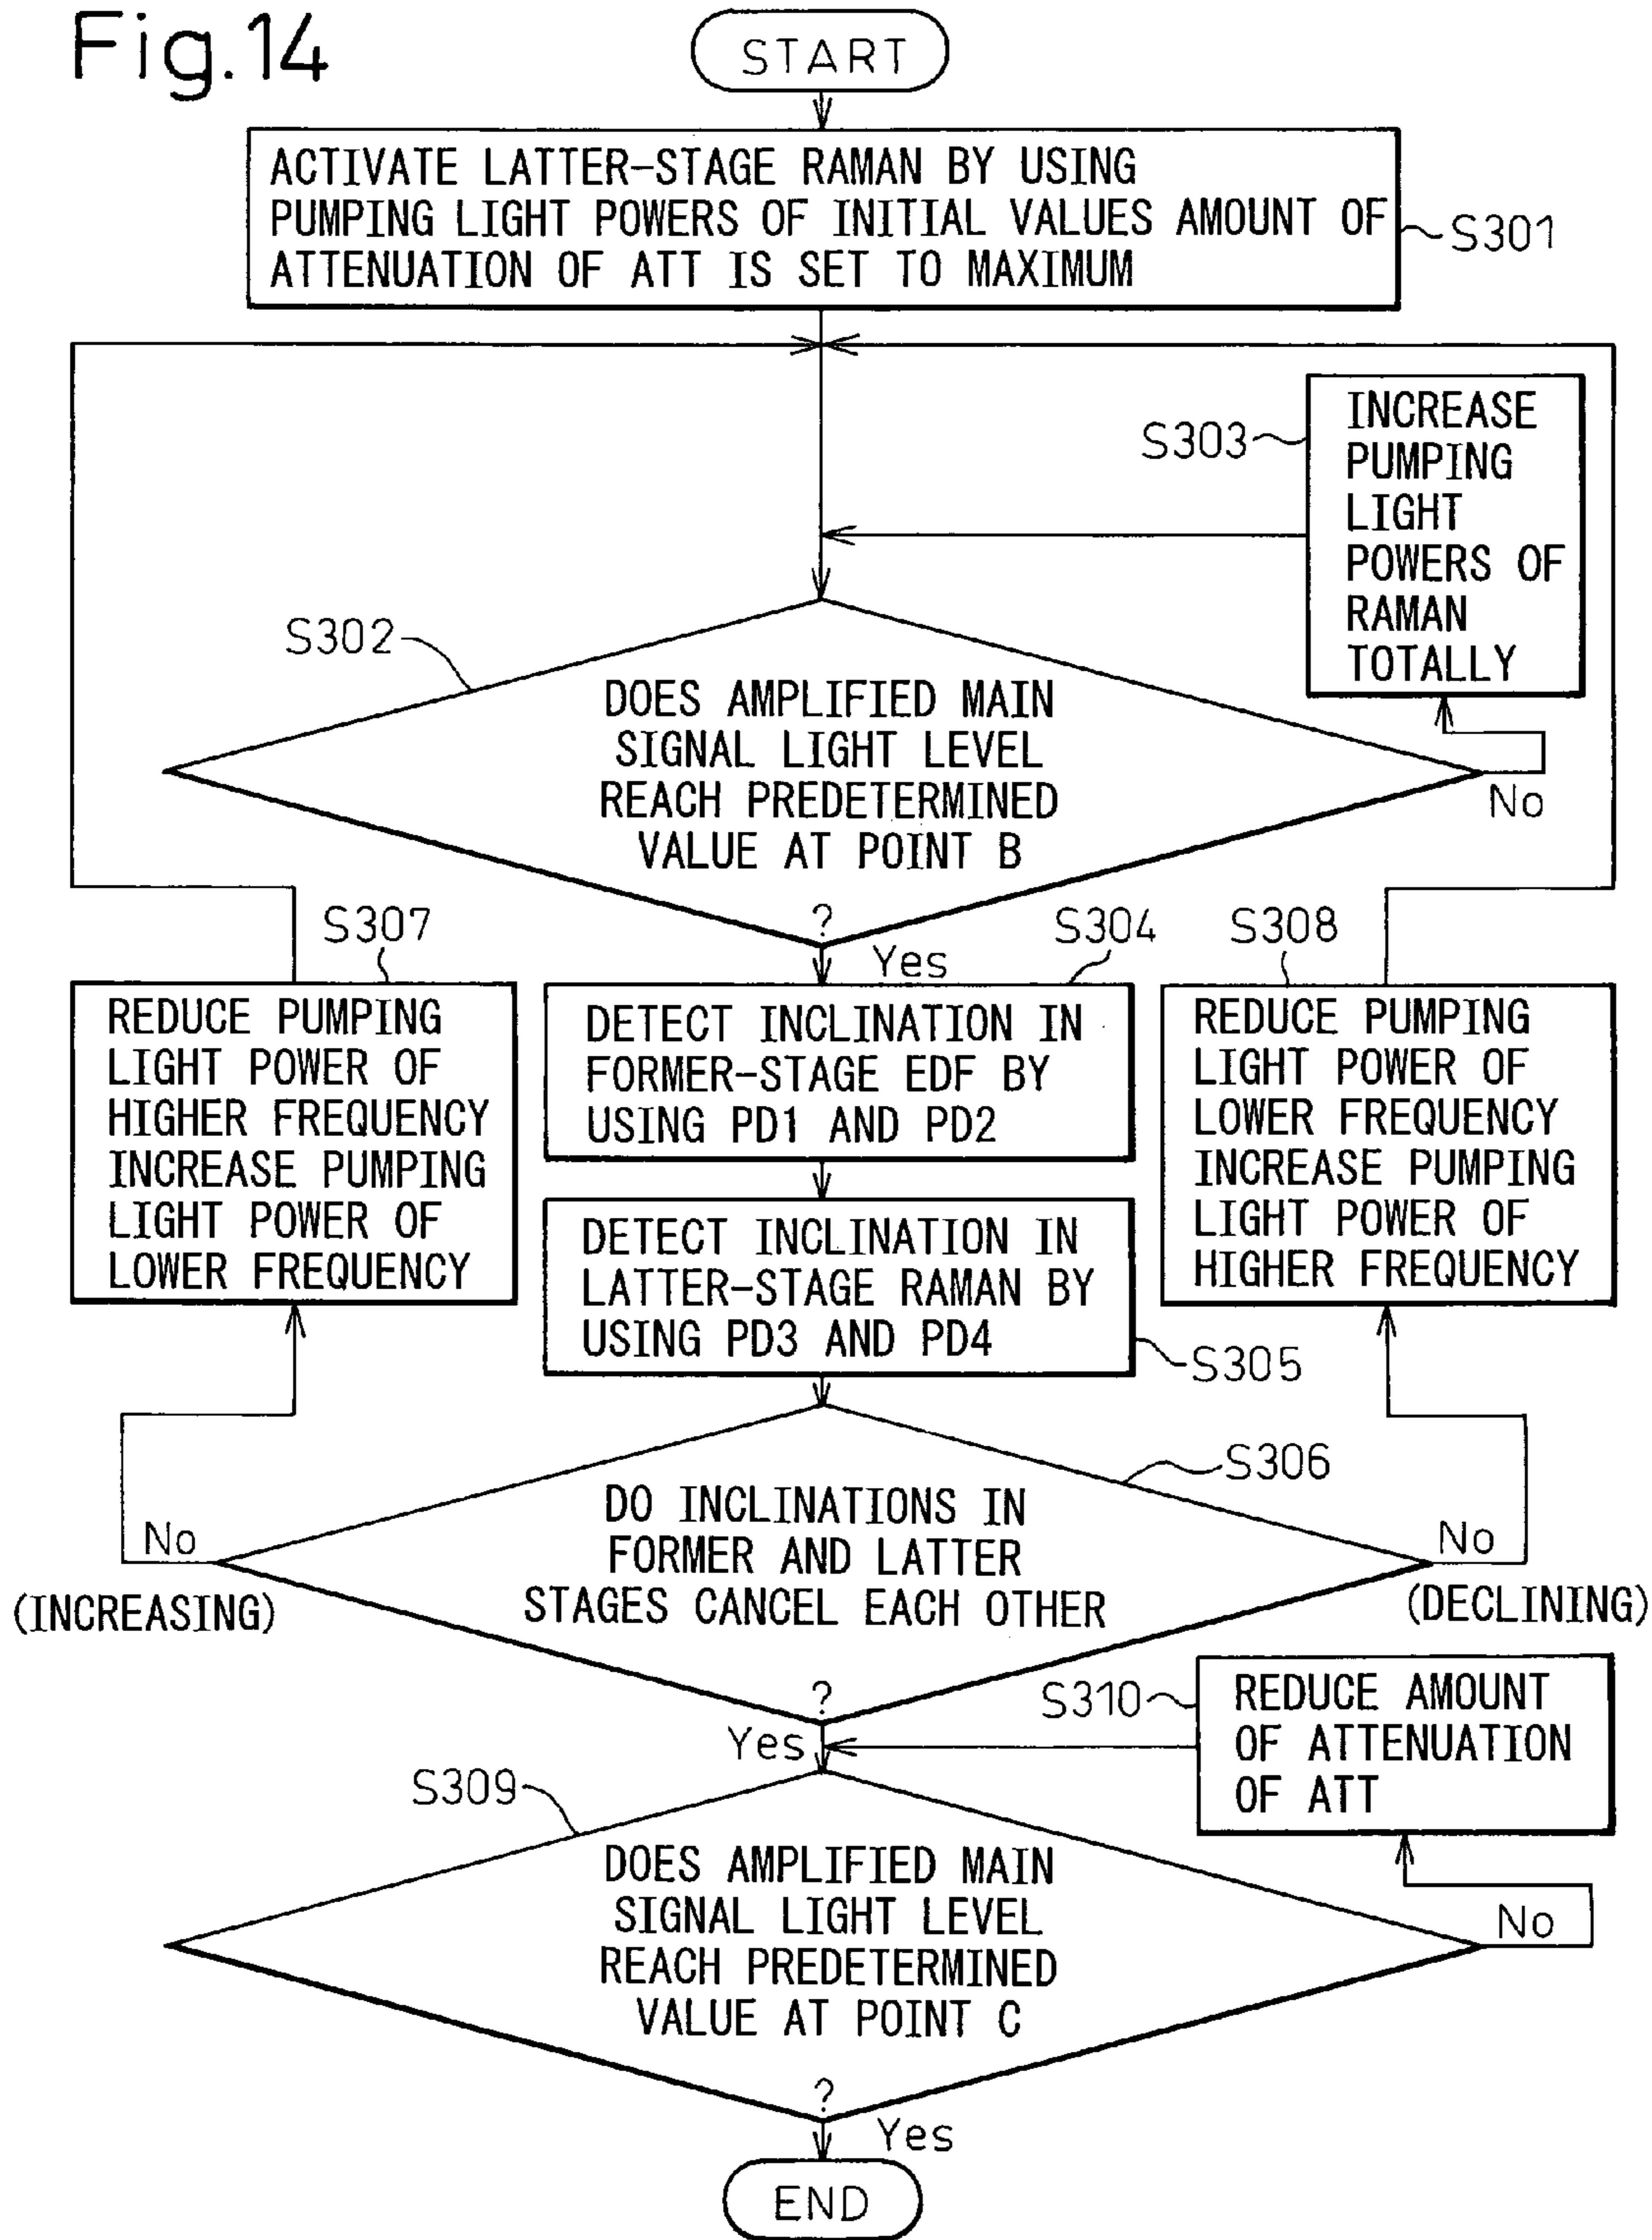 Fig.14
START
ACTIVATE LATTER-STAGE RAMAN BY USING
PUMPING LIGHT POWERS OF INITIAL VALUES AMOUNT OF
ATTENUATION OF ATT IS SET TO MAXIMUM
S301
INCREASE
PUMPING
LIGHT
POWERS OF
RAMAN
TOTALLY
S303
S302
DOES AMPLIFIED MAIN
SIGNAL LIGHT LEVEL
REACH PREDETERMINED
VALUE AT POINT B
?
No
Yes
S307
REDUCE PUMPING
LIGHT POWER OF
HIGHER FREQUENCY
INCREASE PUMPING
LIGHT POWER OF
LOWER FREQUENCY
S304
DETECT INCLINATION IN
FORMER-STAGE EDF BY
USING PD1 AND PD2
S308
REDUCE PUMPING
LIGHT POWER OF
LOWER FREQUENCY
INCREASE PUMPING
LIGHT POWER OF
HIGHER FREQUENCY
DETECT INCLINATION IN
LATTER-STAGE RAMAN BY
USING PD3 AND PD4
S305
S306
DO INCLINATIONS IN
FORMER AND LATTER
STAGES CANCEL EACH OTHER
?
No
(INCREASING)
No
(DECLINING)
Yes
S310
REDUCE AMOUNT
OF ATTENUATION
OF ATT
S309
DOES AMPLIFIED MAIN
SIGNAL LIGHT LEVEL
REACH PREDETERMINED
VALUE AT POINT C
?
No
Yes
END